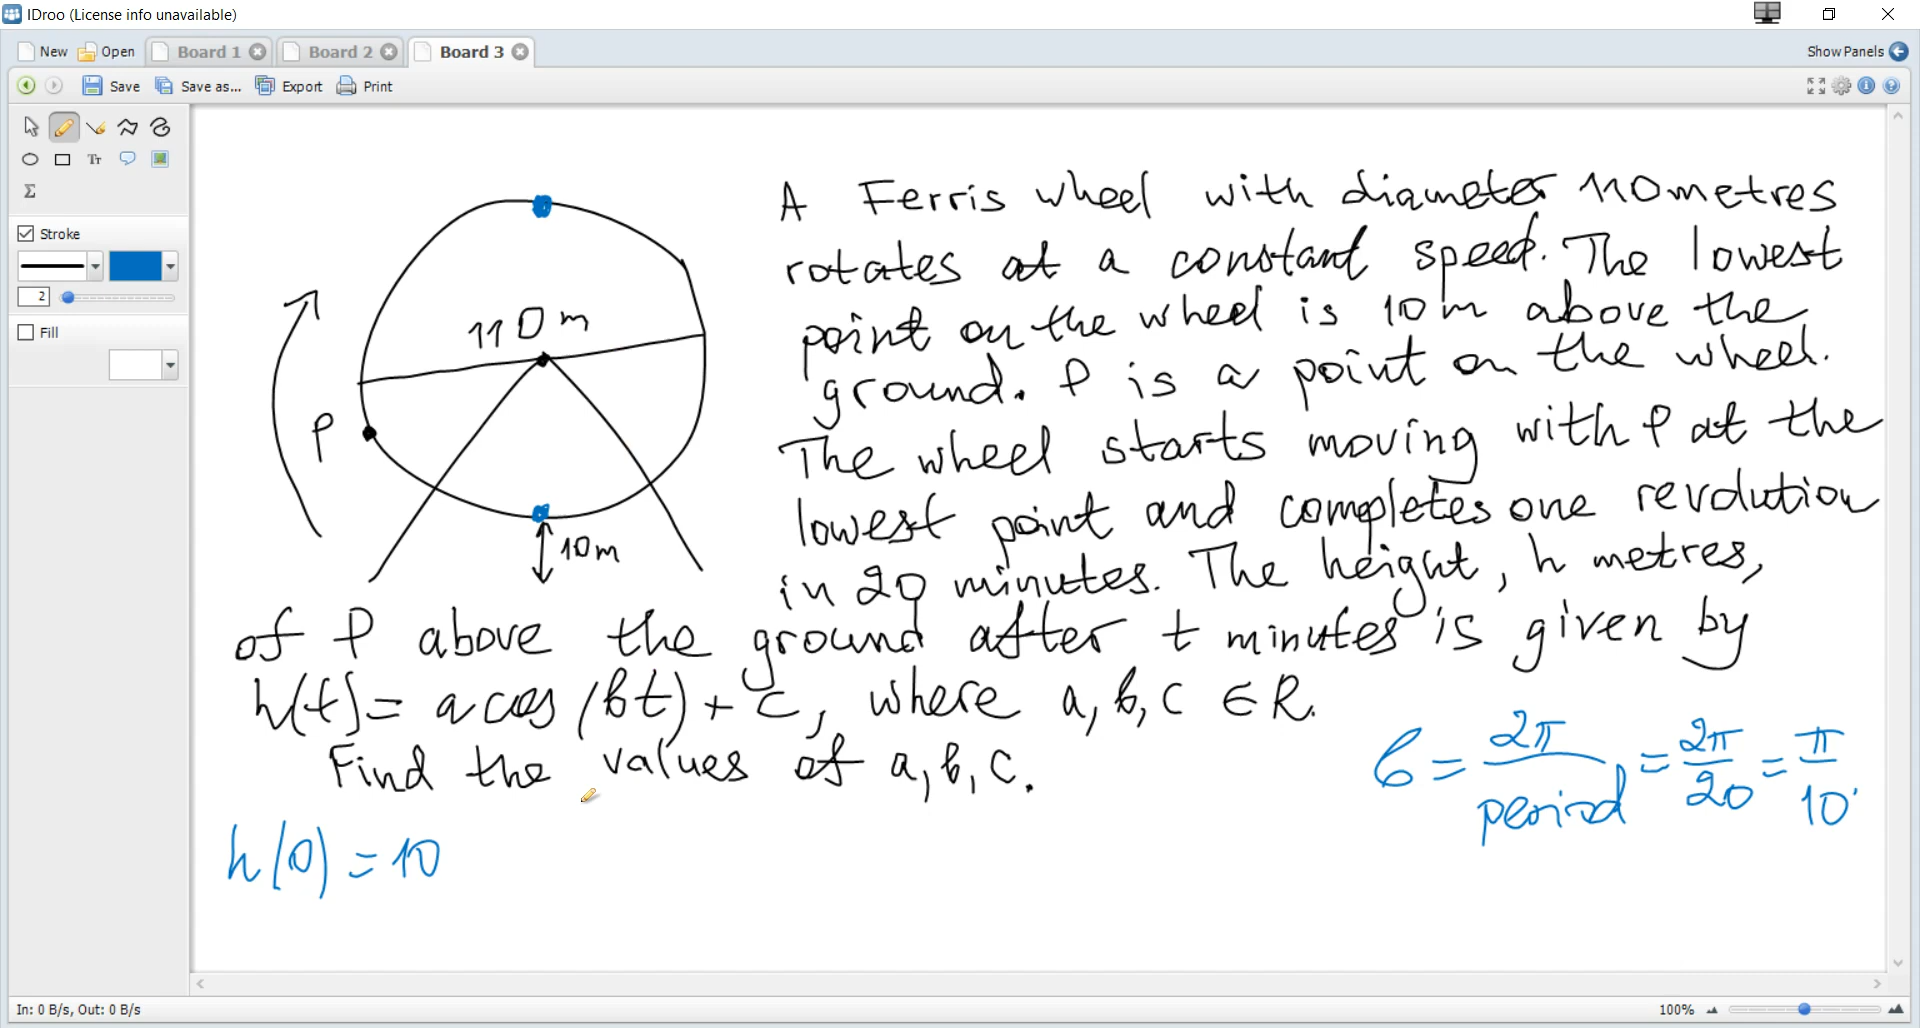 IDroo (License info unavailable)
New Open Board 1 Board 2 Board 3 Show Panels
Save Save as... Export Print
Tт
Σ
Stroke
2
Fill
110 m
P
10m
A Ferris wheel with diameter 110 metres
rotates at a constant speed. The lowest
point on the wheel is 10 m above the
ground. P is a point on the wheel.
The wheel starts moving with P at the
lowest point and completes one revolution
in 20 minutes. The height, h metres,
of P above the ground after t minutes is given by
h(t) = a cos (bt) + c, where a, b, c ∈ R.
Find the values of a, b, c.
b = 2π/period = 2π/20 = π/10.
h(0) = 10
In: 0 B/s, Out: 0 B/s 100%